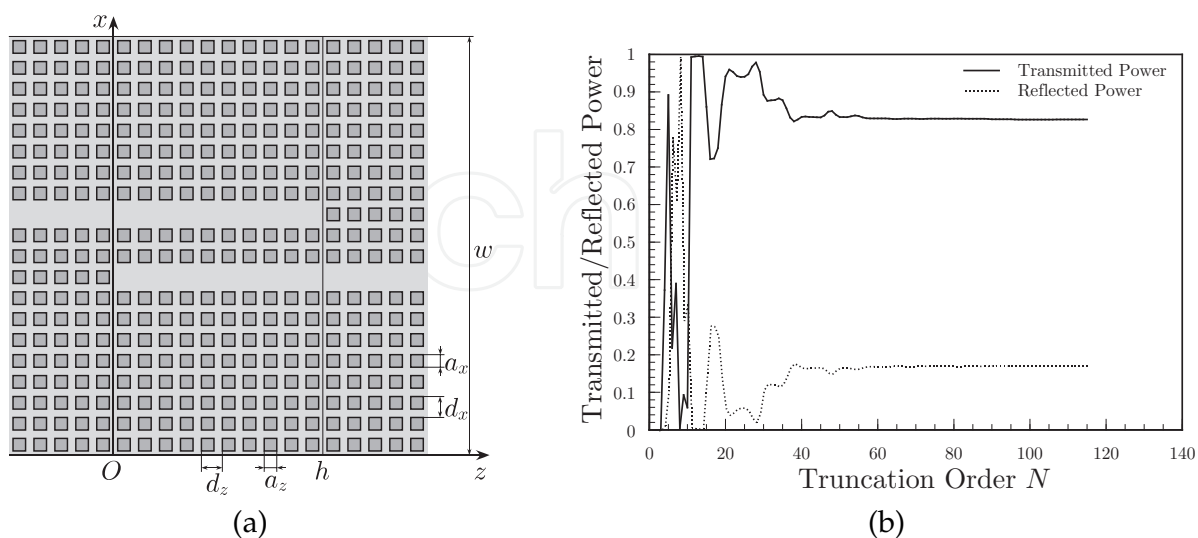 x
w
a_x
d_x
O
d_z
a_z
h
z
(a)
Transmitted/Reflected Power
1
0.9
0.8
0.7
0.6
0.5
0.4
0.3
0.2
0.1
0
Transmitted Power
Reflected Power
0 20 40 60 80 100 120 140
Truncation Order N
(b)
ch